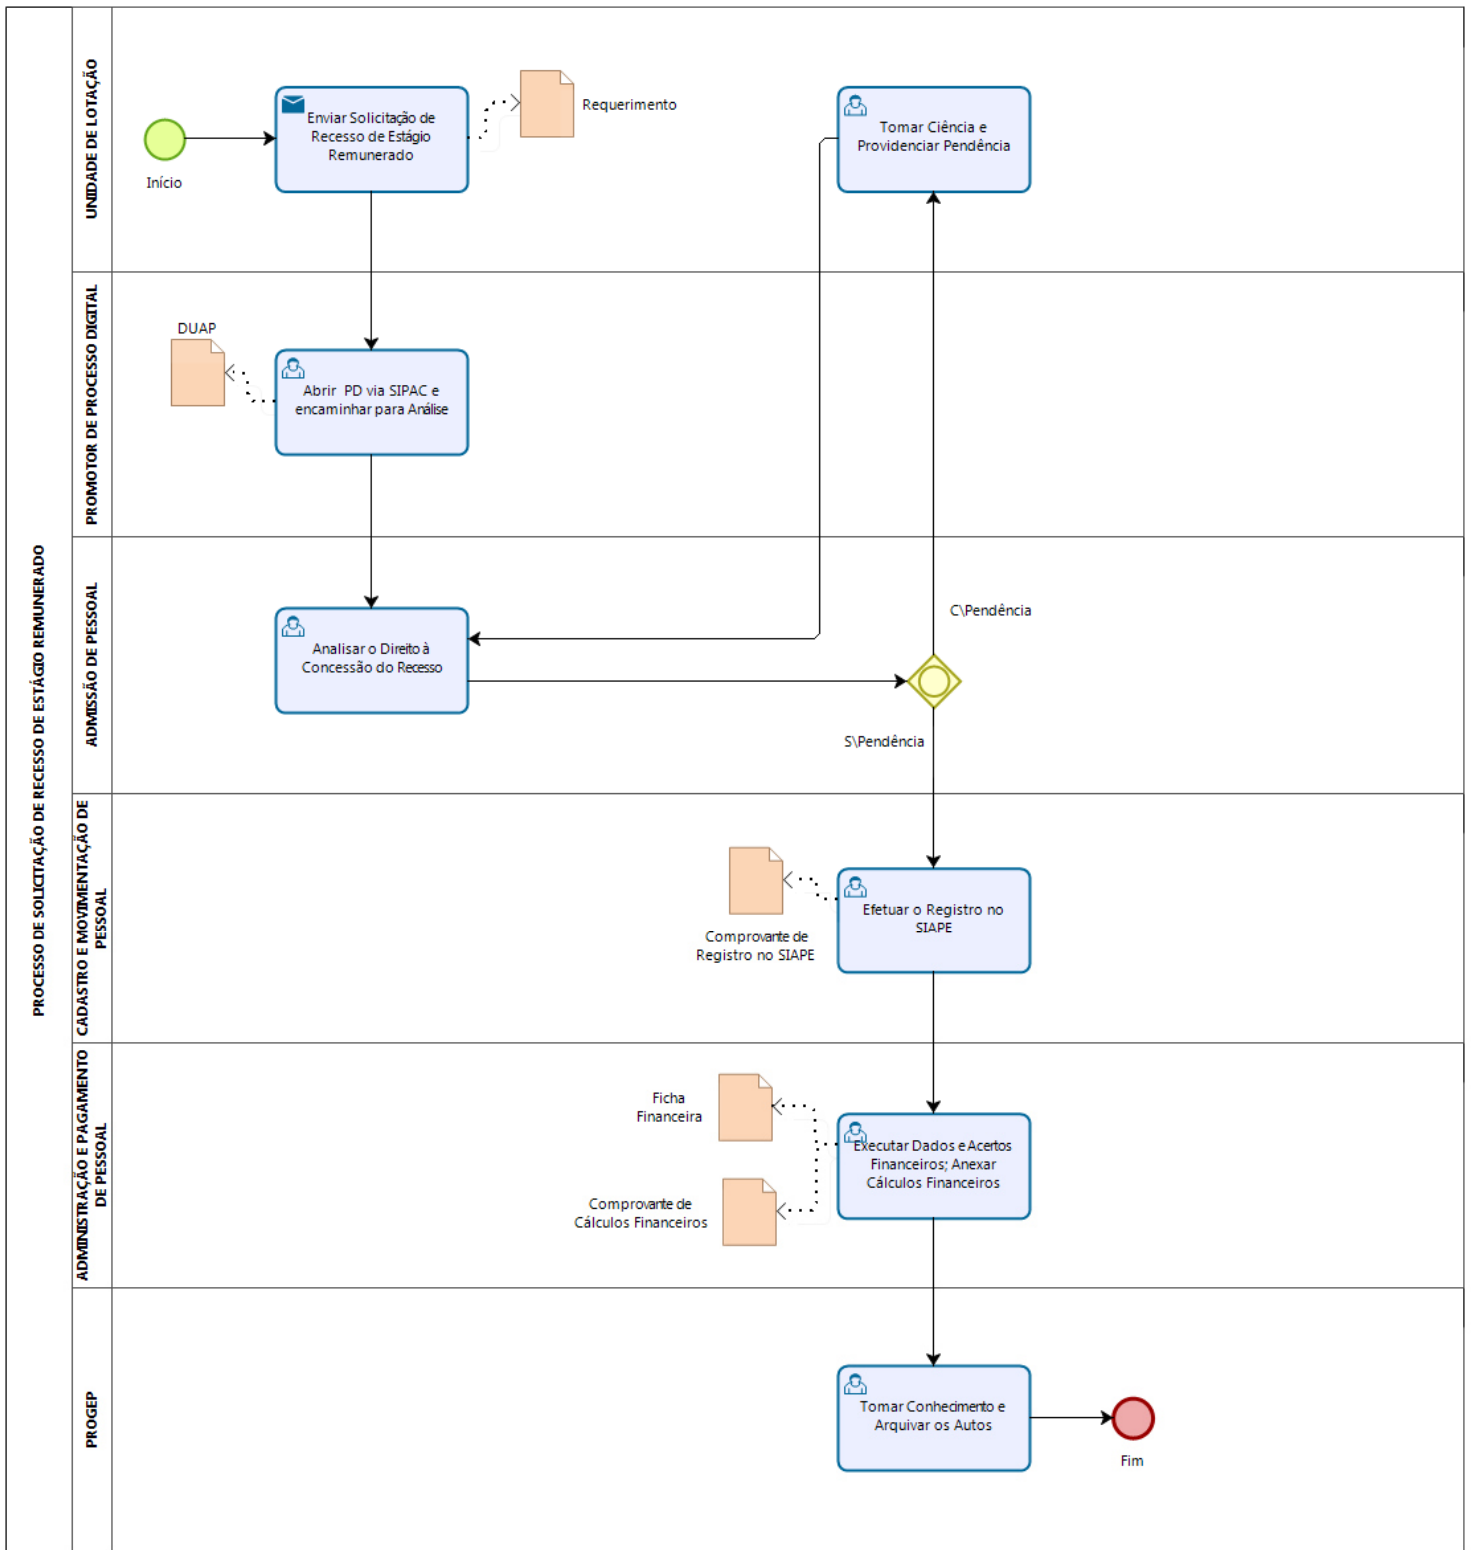 PROCESSO DE SOLICITAÇÃO DE RECESSO DE ESTÁGIO REMUNERADO
UNIDADE DE LOTAÇÃO
Início
Enviar Solicitação de
Recesso de Estágio
Remunerado
Requerimento
Tomar Ciência e
Providenciar Pendência
PROMOTOR DE PROCESSO DIGITAL
DUAP
Abrir PD via SIPAC e
encaminhar para Análise
ADMISSÃO DE PESSOAL
Analisar o Direito à
Concessão do Recesso
C\Pendência
S\Pendência
CADASTRO E MOVIMENTAÇÃO DE
PESSOAL
Comprovante de
Registro no SIAPE
Efetuar o Registro no
SIAPE
ADMINISTRAÇÃO E PAGAMENTO
DE PESSOAL
Ficha
Financeira
Comprovante de
Cálculos Financeiros
Executar Dados e Acertos
Financeiros; Anexar
Cálculos Financeiros
PROGEP
Tomar Conhecimento e
Arquivar os Autos
Fim